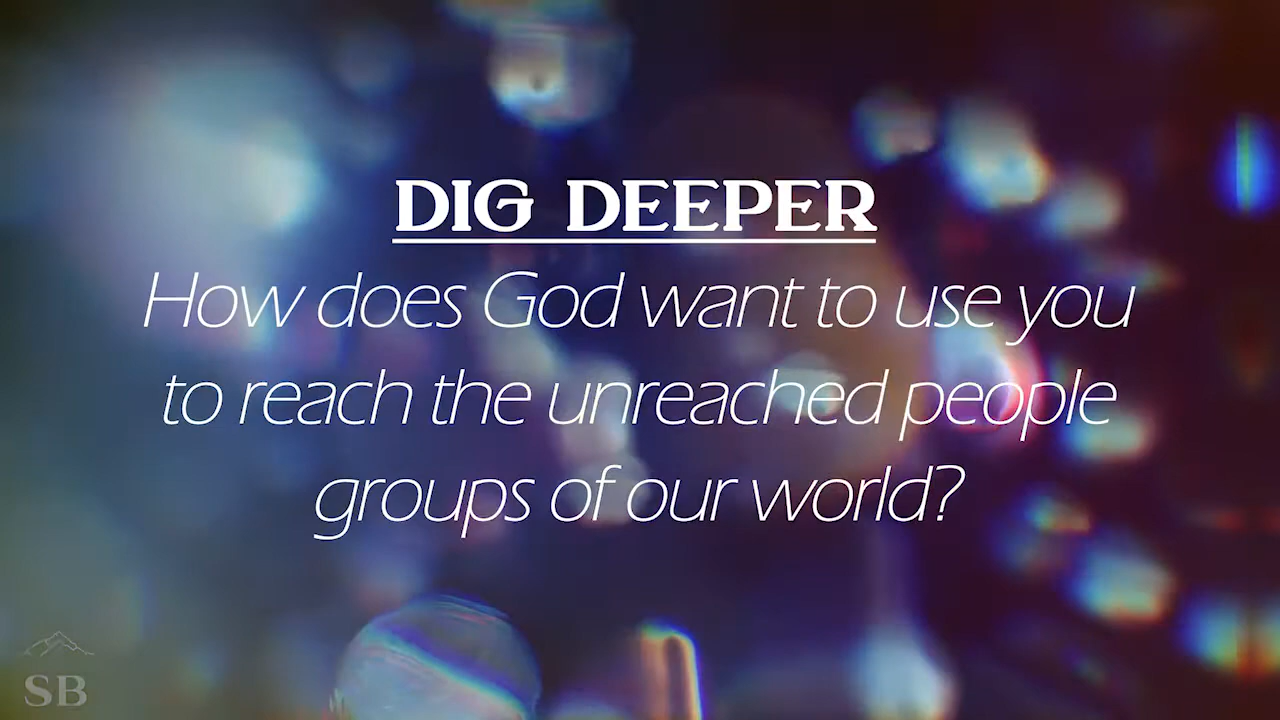 DIG DEEPER
How does God want to use you
to reach the unreached people
groups of our world?
SB